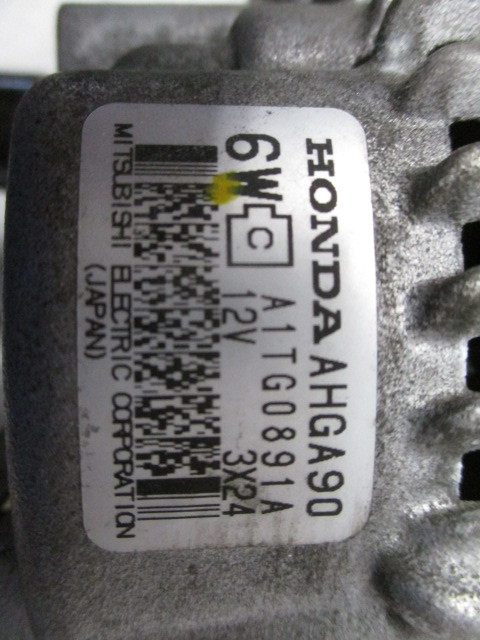 HONDA AHGA90
6W A1TG0891A
C 12V 3X24
MITSUBISHI ELECTRIC CORPORATION
(JAPAN)